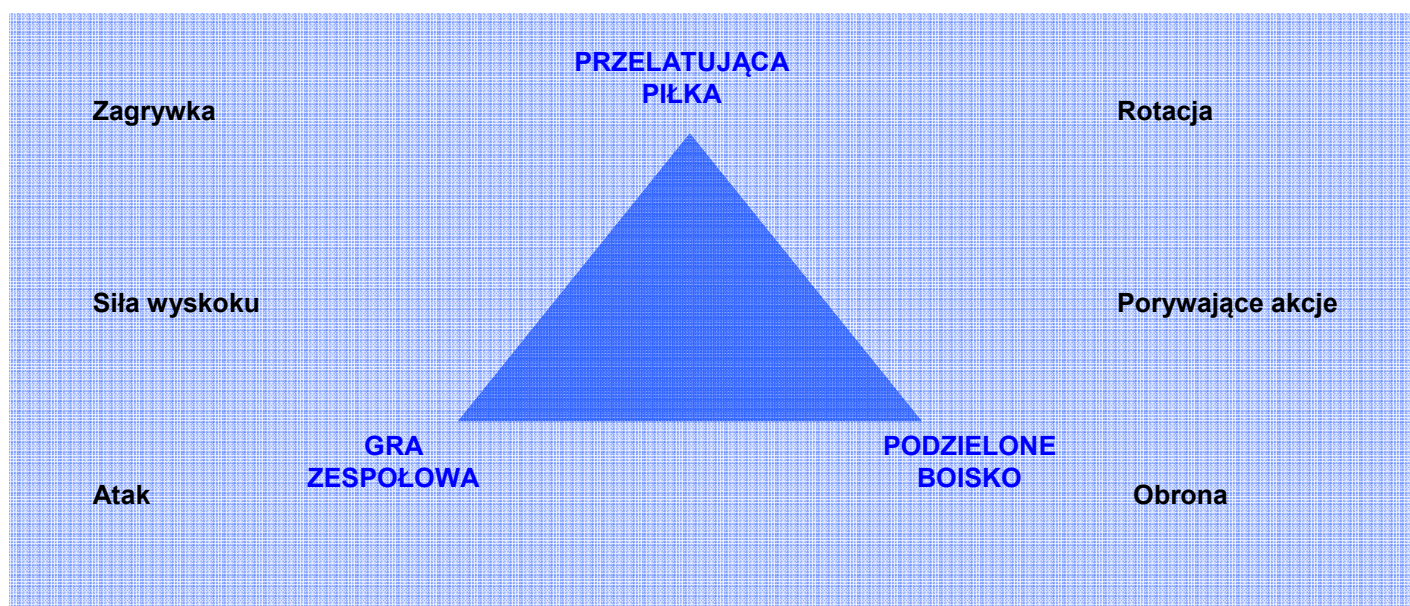 PRZELATUJĄCA
PIŁKA
Zagrywka
Rotacja
Siła wyskoku
Porywające akcje
GRA
ZESPOŁOWA
PODZIELONE
BOISKO
Atak
Obrona